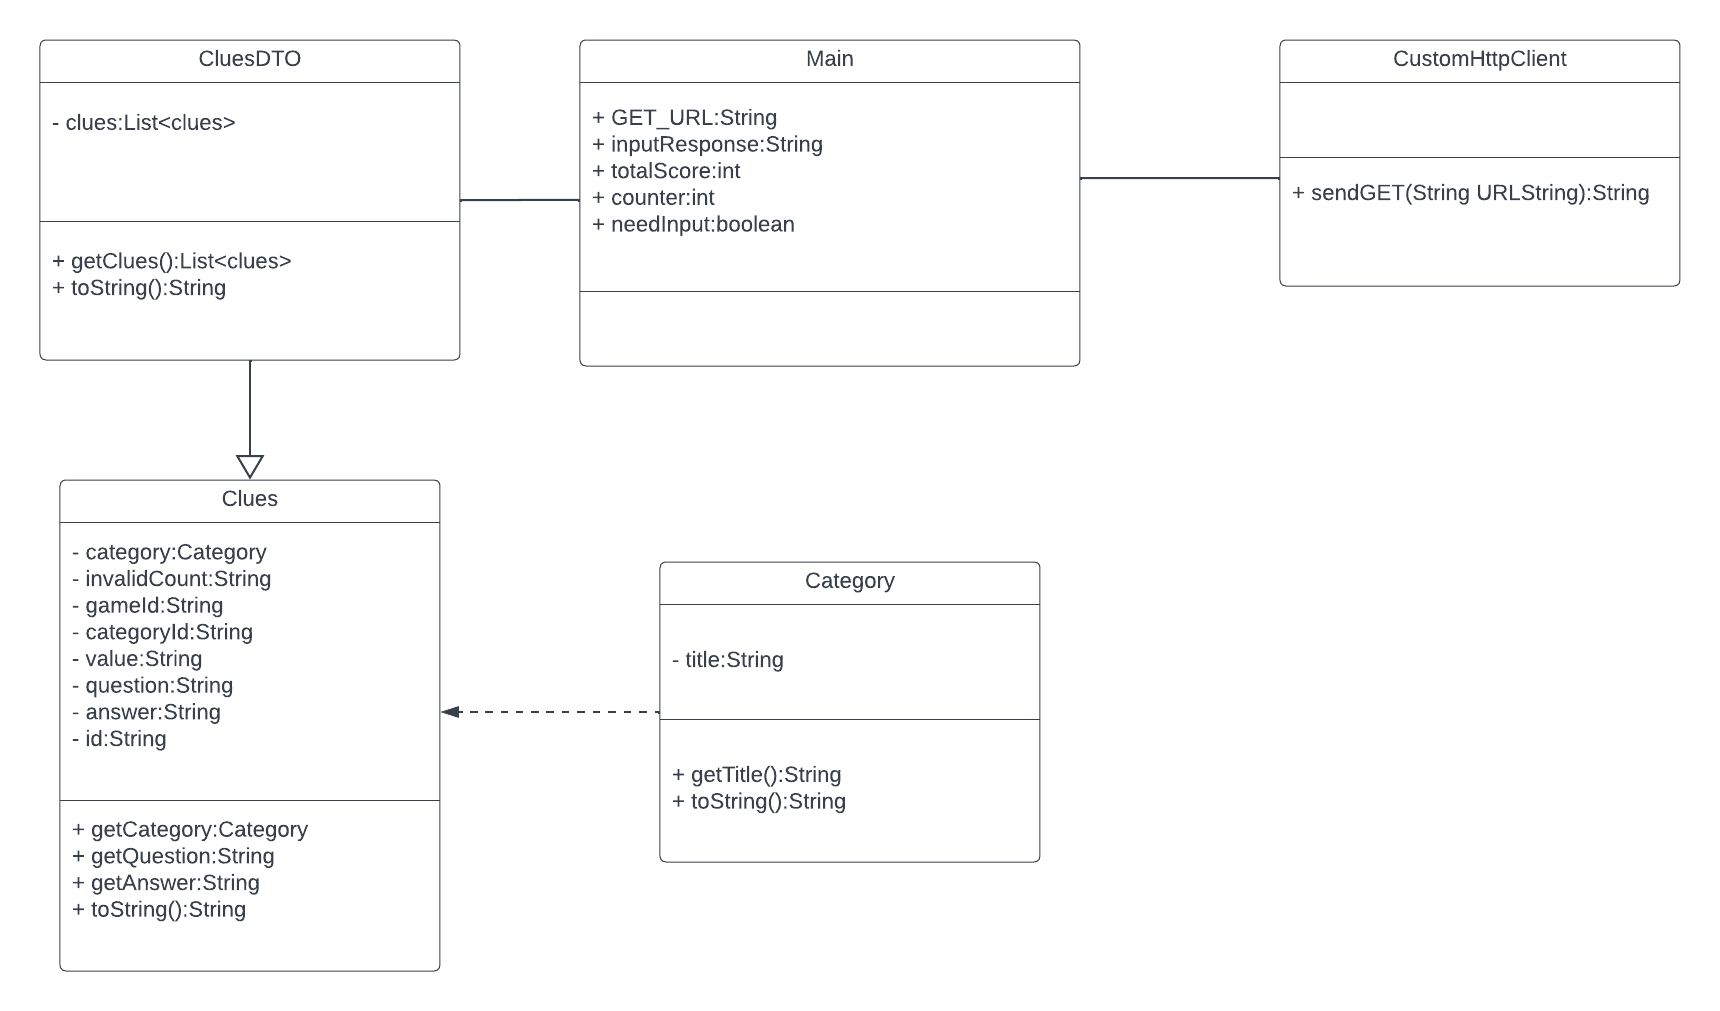 CluesDTO
- clues:List<clues>
+ getClues():List<clues>
+ toString():String
Main
+ GET_URL:String
+ inputResponse:String
+ totalScore:int
+ counter:int
+ needInput:boolean
CustomHttpClient
+ sendGET(String URLString):String
Clues
- category:Category
- invalidCount:String
- gameId:String
- categoryId:String
- value:String
- question:String
- answer:String
- id:String
+ getCategory:Category
+ getQuestion:String
+ getAnswer:String
+ toString():String
Category
- title:String
+ getTitle():String
+ toString():String